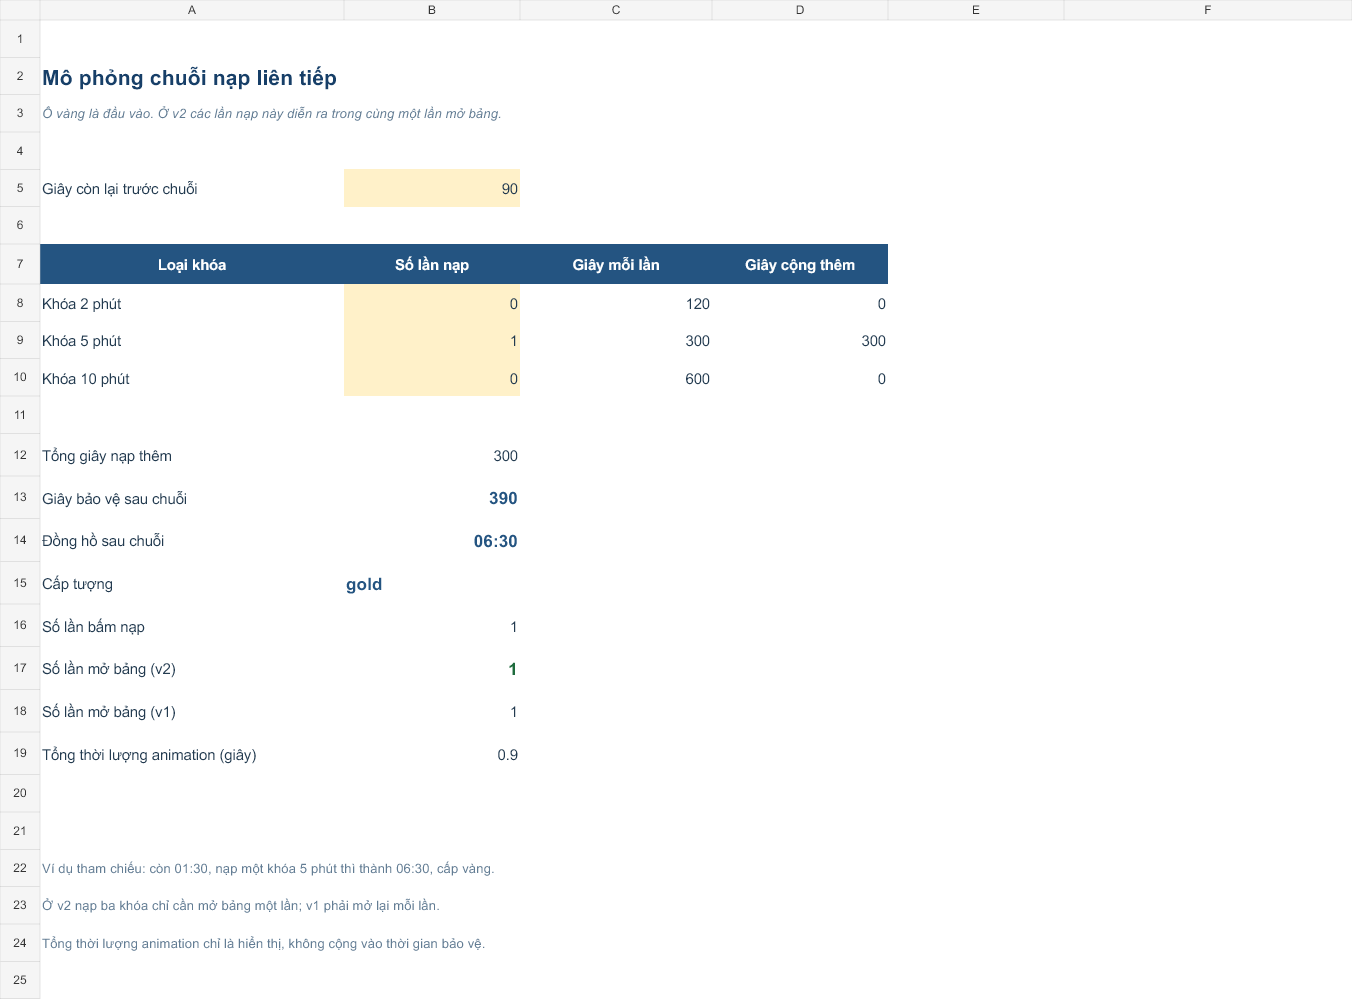 A B C D E F
1
2 Mô phỏng chuỗi nạp liên tiếp
3 Ô vàng là đầu vào. Ở v2 các lần nạp này diễn ra trong cùng một lần mở bảng.
4
5 Giây còn lại trước chuỗi 90
6
7 Loại khóa Số lần nạp Giây mỗi lần Giây cộng thêm
8 Khóa 2 phút 0 120 0
9 Khóa 5 phút 1 300 300
10 Khóa 10 phút 0 600 0
11
12 Tổng giây nạp thêm 300
13 Giây bảo vệ sau chuỗi 390
14 Đồng hồ sau chuỗi 06:30
15 Cấp tượng gold
16 Số lần bấm nạp 1
17 Số lần mở bảng (v2) 1
18 Số lần mở bảng (v1) 1
19 Tổng thời lượng animation (giây) 0.9
20
21
22 Ví dụ tham chiếu: còn 01:30, nạp một khóa 5 phút thì thành 06:30, cấp vàng.
23 Ở v2 nạp ba khóa chỉ cần mở bảng một lần; v1 phải mở lại mỗi lần.
24 Tổng thời lượng animation chỉ là hiển thị, không cộng vào thời gian bảo vệ.
25